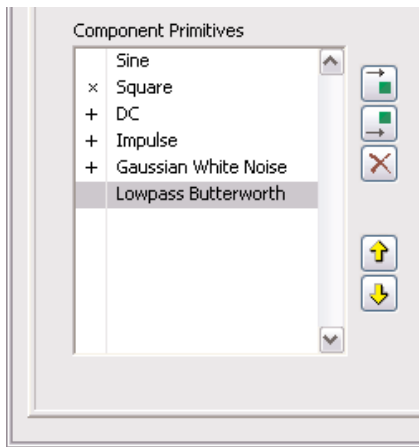 Component Primitives
Sine
× Square
+ DC
+ Impulse
+ Gaussian White Noise
Lowpass Butterworth